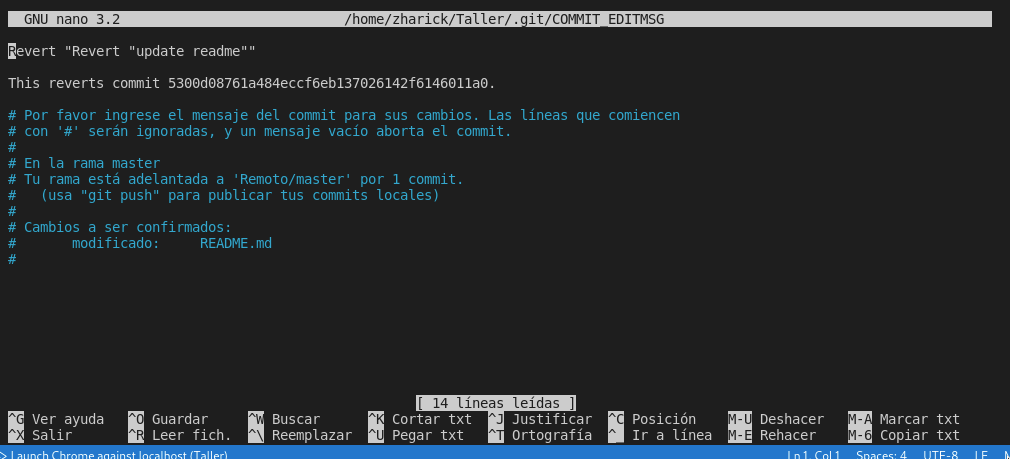 GNU nano 3.2 /home/zharick/Taller/.git/COMMIT_EDITMSG
Revert "Revert "update readme""
This reverts commit 5300d08761a484eccf6eb137026142f6146011a0.
# Por favor ingrese el mensaje del commit para sus cambios. Las líneas que comiencen
# con '#' serán ignoradas, y un mensaje vacío aborta el commit.
#
# En la rama master
# Tu rama está adelantada a 'Remoto/master' por 1 commit.
#   (usa "git push" para publicar tus commits locales)
#
# Cambios a ser confirmados:
#       modificado:     README.md
#
[ 14 líneas leídas ]
^G Ver ayuda ^O Guardar ^W Buscar ^K Cortar txt ^J Justificar ^C Posición M-U Deshacer M-A Marcar txt
^X Salir ^R Leer fich. ^\ Reemplazar ^U Pegar txt ^T Ortografía ^_ Ir a línea M-E Rehacer M-6 Copiar txt
Launch Chrome against localhost (Taller) Ln 1, Col 1 Spaces: 4 UTF-8 LF